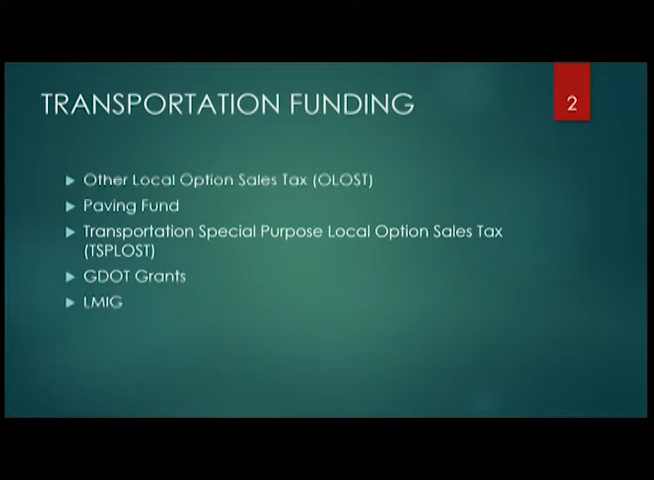 TRANSPORTATION FUNDING
2
Other Local Option Sales Tax (OLOST)
Paving Fund
Transportation Special Purpose Local Option Sales Tax
(TSPLOST)
GDOT Grants
LMIG